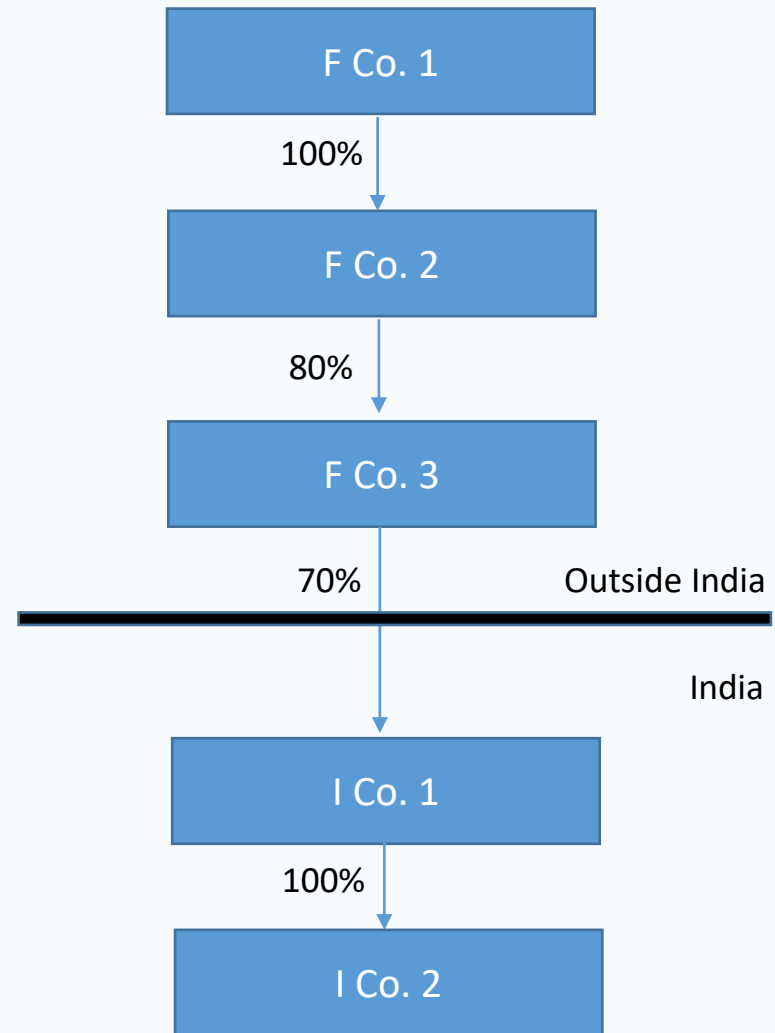 F Co. 1
100%
F Co. 2
80%
F Co. 3
70%
Outside India
India
I Co. 1
100%
I Co. 2